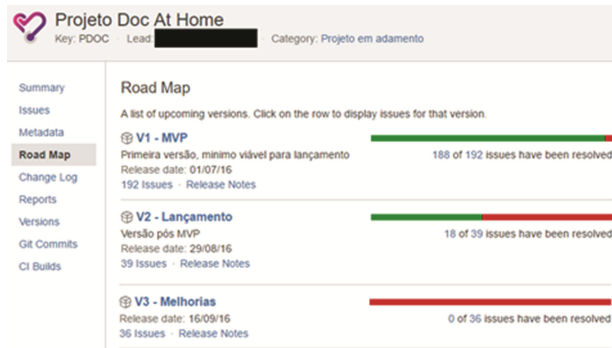 Projeto Doc At Home
Key: PDOC · Lead: · Category: Projeto em adamento
Summary
Issues
Metadata
Road Map
Change Log
Reports
Versions
Git Commits
CI Builds
Road Map
A list of upcoming versions. Click on the row to display issues for that version.
V1 - MVP
Primeira versão, minimo viável para lançamento
188 of 192 issues have been resolved
Release date: 01/07/16
192 Issues · Release Notes
V2 - Lançamento
Versão pós MVP
18 of 39 issues have been resolved
Release date: 29/08/16
39 Issues · Release Notes
V3 - Melhorias
Release date: 16/09/16
0 of 36 issues have been resolved
36 Issues · Release Notes